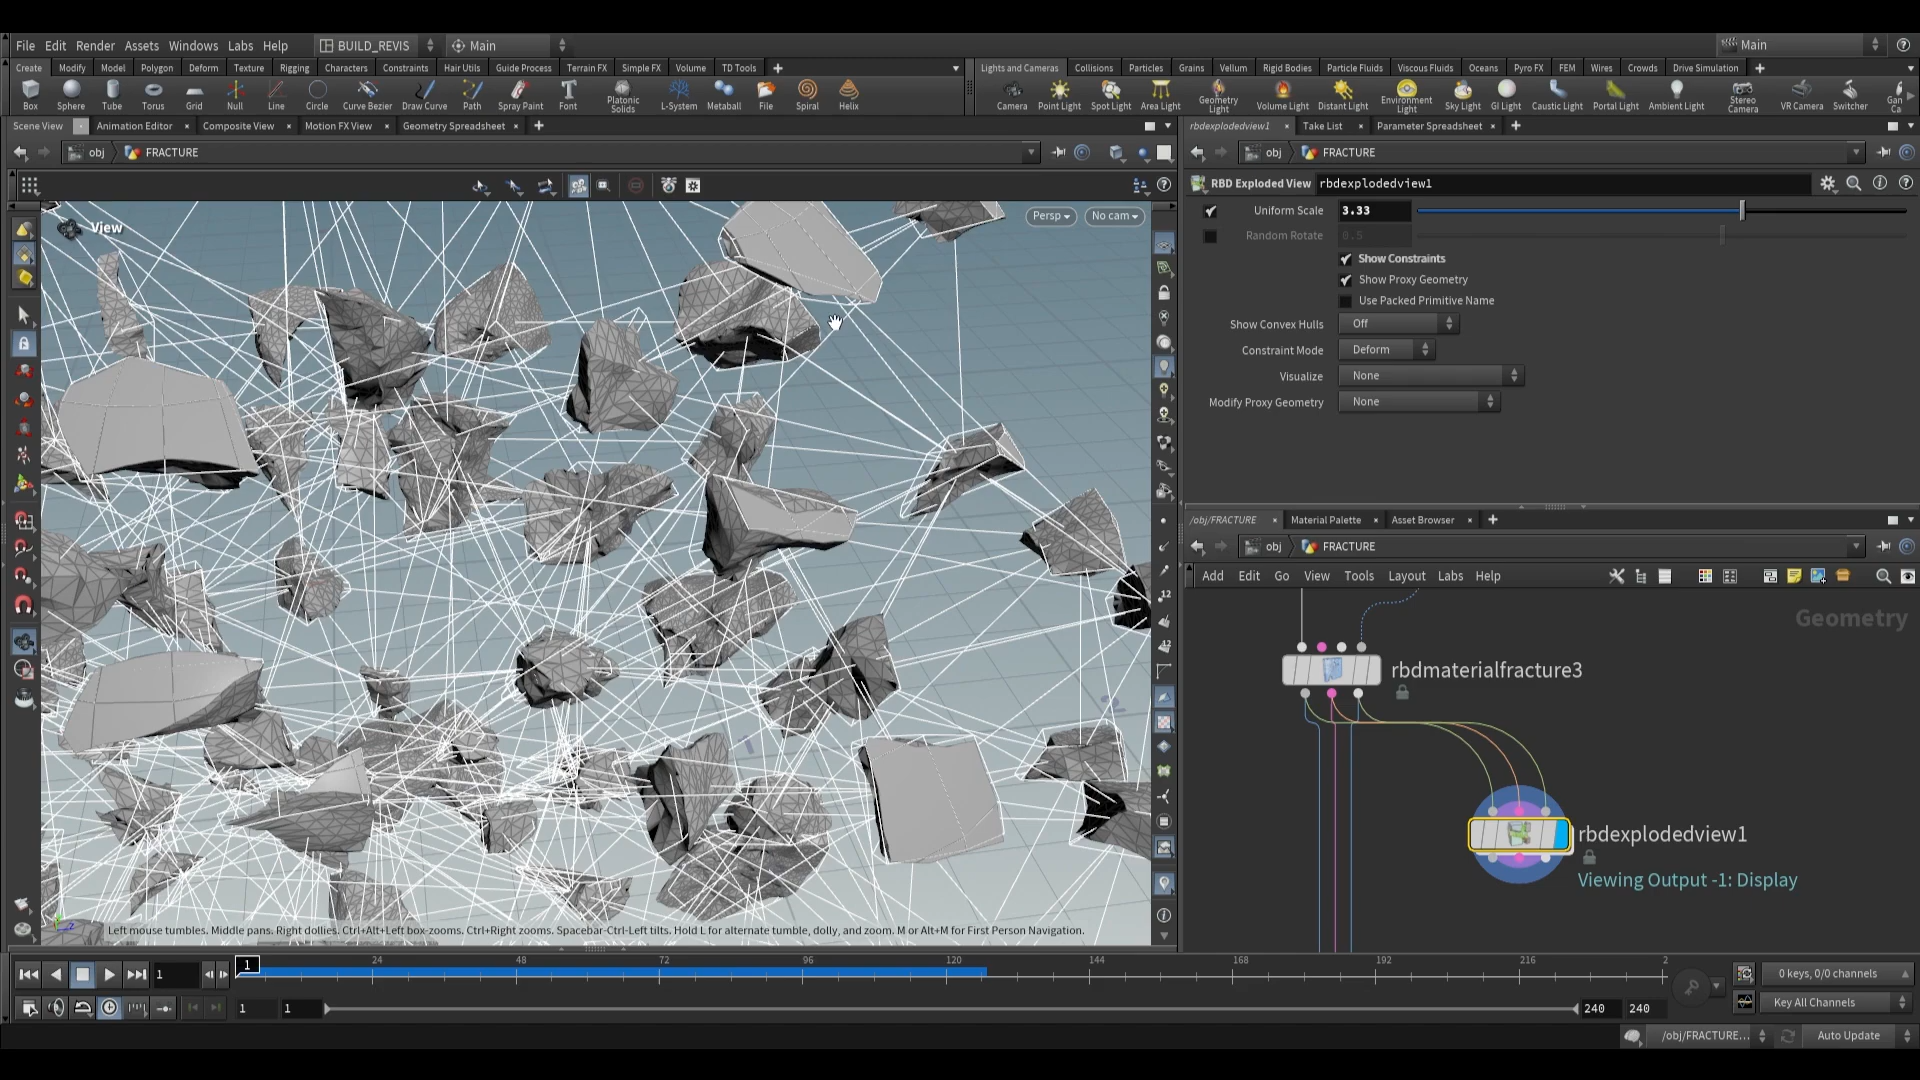 File Edit Render Assets Windows Labs Help BUILD_REVIS Main Main
Create Modify Model Polygon Deform Texture Rigging Characters Constraints Hair Utils Guide Process Terrain FX Simple FX Volume TD Tools
Lights and Cameras Collisions Particles Grains Vellum Rigid Bodies Particle Fluids Viscous Fluids Oceans Pyro FX FEM Wires Crowds Drive Simulation
Box Sphere Tube Torus Grid Null Line Circle Curve Bezier Draw Curve Path Spray Paint Font Platonic Solids L-System Metaball File Spiral Helix
Camera Point Light Spot Light Area Light Geometry Light Volume Light Distant Light Environment Light Sky Light GI Light Caustic Light Portal Light Ambient Light Stereo Camera VR Camera Switcher Gan Ca
Scene View Animation Editor Composite View Motion FX View Geometry Spreadsheet
rbdexplodedview1 Take List Parameter Spreadsheet
obj FRACTURE
obj FRACTURE
RBD Exploded View rbdexplodedview1
View
Persp No cam
Uniform Scale 3.33
Random Rotate 0.5
Show Constraints
Show Proxy Geometry
Use Packed Primitive Name
Show Convex Hulls Off
Constraint Mode Deform
Visualize None
Modify Proxy Geometry None
/obj/FRACTURE Material Palette Asset Browser
obj FRACTURE
Add Edit Go View Tools Layout Labs Help
Geometry
rbdmaterialfracture3
rbdexplodedview1
Viewing Output -1: Display
12
42
Left mouse tumbles. Middle pans. Right dollies. Ctrl+Alt+Left box-zooms. Ctrl+Right zooms. Spacebar-Ctrl-Left tilts. Hold L for alternate tumble, dolly, and zoom. M or Alt+M for First Person Navigation.
1 1 24 48 72 96 120 144 168 192 216 2
0 keys, 0/0 channels
1 1 240 240
Key All Channels
/obj/FRACTURE... Auto Update